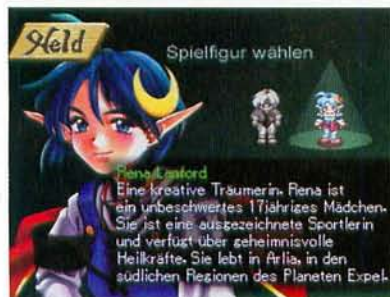 Held
Spielfigur wählen
Rena Lanford
Eine kreative Träumerin. Rena ist
ein unbeschwertes 17jähriges Mädchen.
Sie ist eine ausgezeichnete Sportlerin
und verfügt über geheimnisvolle
Heilkräfte. Sie lebt in Arlia, in den
südlichen Regionen des Planeten Expel.